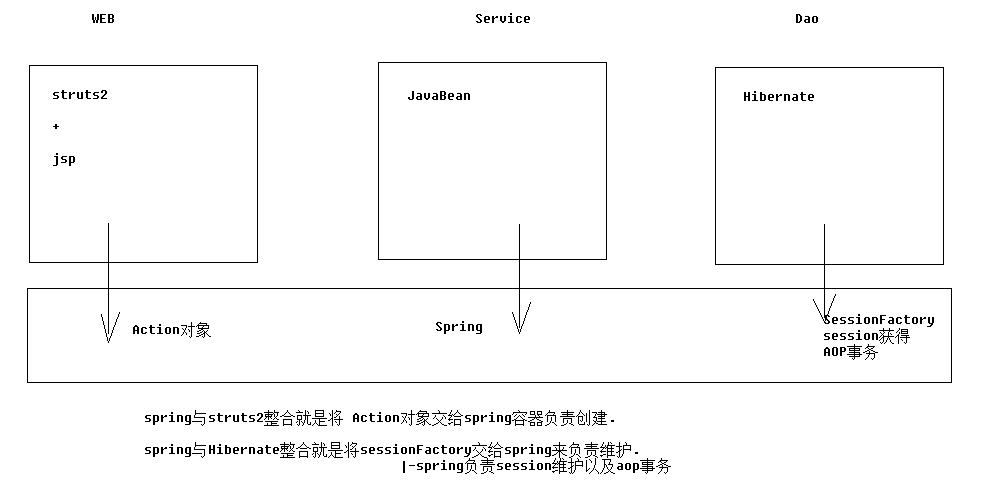 WEB
Service
Dao
struts2
+
jsp
JavaBean
Hibernate
Action对象
Spring
SessionFactory
session获得
AOP事务
spring与struts2整合就是将 Action对象交给spring容器负责创建.
spring与Hibernate整合就是将sessionFactory交给spring来负责维护.
|-spring负责session维护以及aop事务